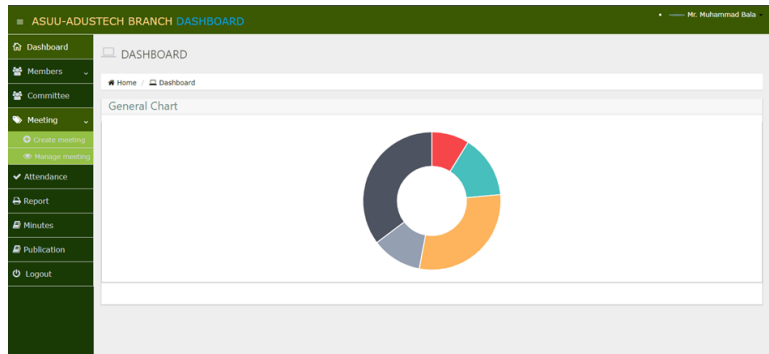 ASUU-ADUSTECH BRANCH DASHBOARD
Mr. Muhammad Bala
Dashboard
Members
Committee
Meeting
Create meeting
Manage meeting
Attendance
Report
Minutes
Publication
Logout
DASHBOARD
Home / Dashboard
General Chart